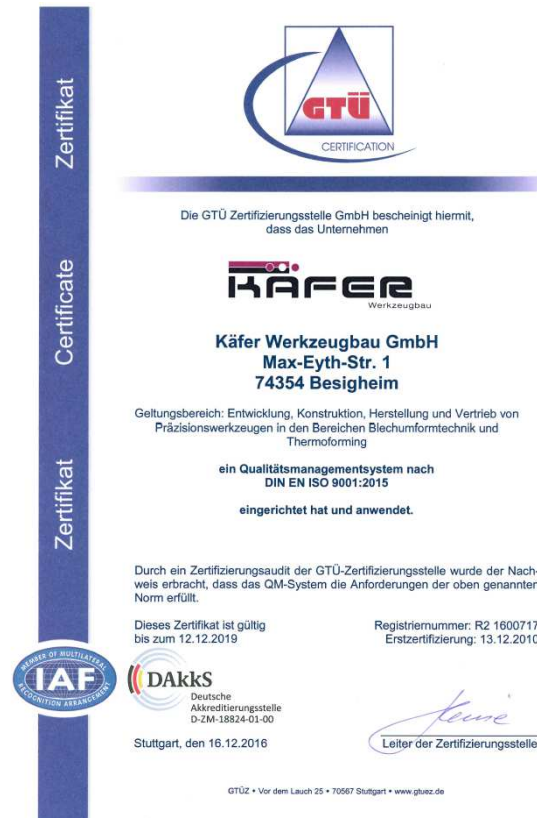 Zertifikat
Certificate
Zertifikat
GTÜ
CERTIFICATION
Die GTÜ Zertifizierungsstelle GmbH bescheinigt hiermit,
dass das Unternehmen
KÄFER
Werkzeugbau
Käfer Werkzeugbau GmbH
Max-Eyth-Str. 1
74354 Besigheim
Geltungsbereich: Entwicklung, Konstruktion, Herstellung und Vertrieb von
Präzisionswerkzeugen in den Bereichen Blechumformtechnik und
Thermoforming
ein Qualitätsmanagementsystem nach
DIN EN ISO 9001:2015
eingerichtet hat und anwendet.
Durch ein Zertifizierungsaudit der GTÜ-Zertifizierungsstelle wurde der Nach-
weis erbracht, dass das QM-System die Anforderungen der oben genannten
Norm erfüllt.
Dieses Zertifikat ist gültig
bis zum 12.12.2019
Registriernummer: R2 1600717
Erstzertifizierung: 13.12.2010
MEMBER OF MULTILATERAL
IAF
RECOGNITION ARRANGEMENT
DAkkS
Deutsche
Akkreditierungsstelle
D-ZM-18824-01-00
Stuttgart, den 16.12.2016
Leiter der Zertifizierungsstelle
GTÜZ • Vor dem Lauch 25 • 70567 Stuttgart • www.gtuez.de